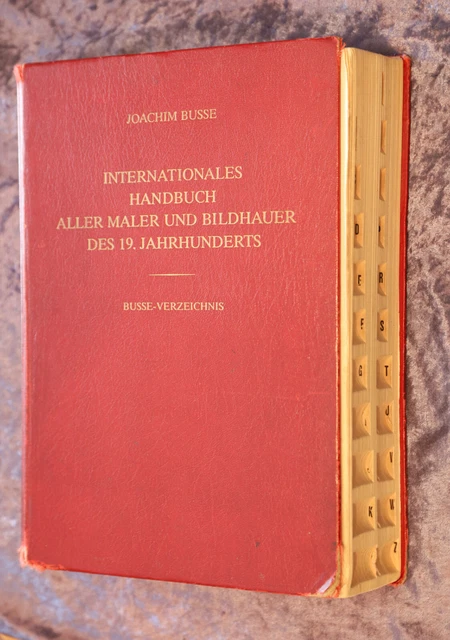 JOACHIM BUSSE
INTERNATIONALES
HANDBUCH
ALLER MALER UND BILDHAUER
DES 19. JAHRHUNDERTS
BUSSE-VERZEICHNIS
D
E
R
S
G
T
U
V
K
W
Z